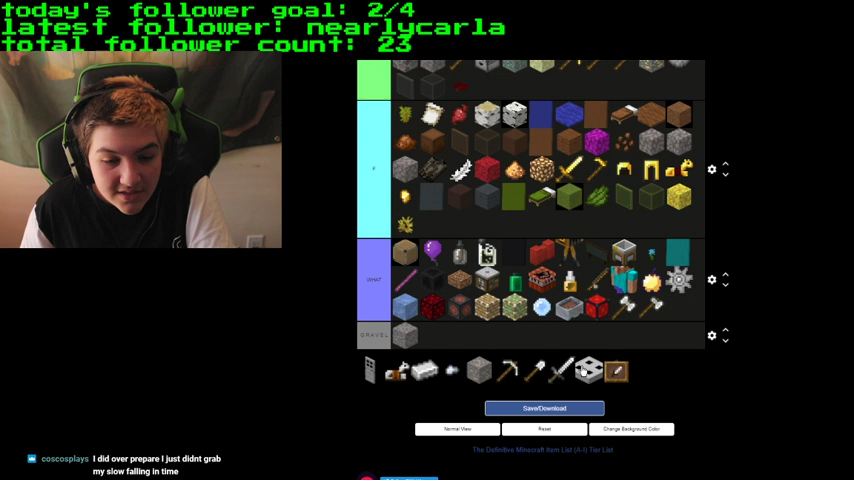 today's follower goal: 2/4
latest follower: nearlycarla
total follower count: 23
F
WHAT
GRAVEL
Save/Download
Normal View
Reset
Change Background Color
The Definitive Minecraft Item List (A-I) Tier List
coscosplays I did over prepare I just didnt grab
my slow falling in time